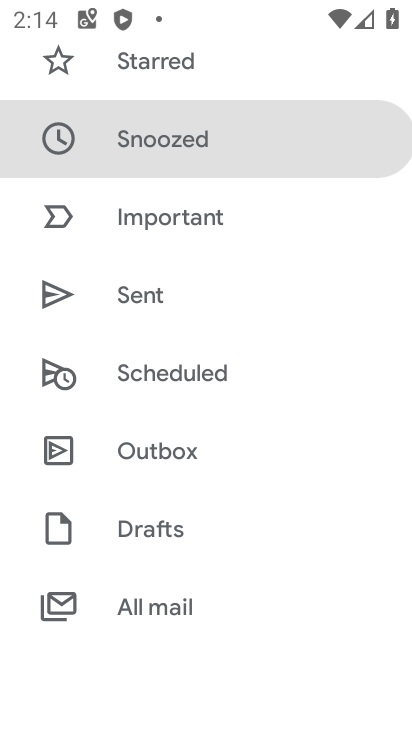 2:14
Starred
Snoozed
Important
Sent
Scheduled
Outbox
Drafts
All mail